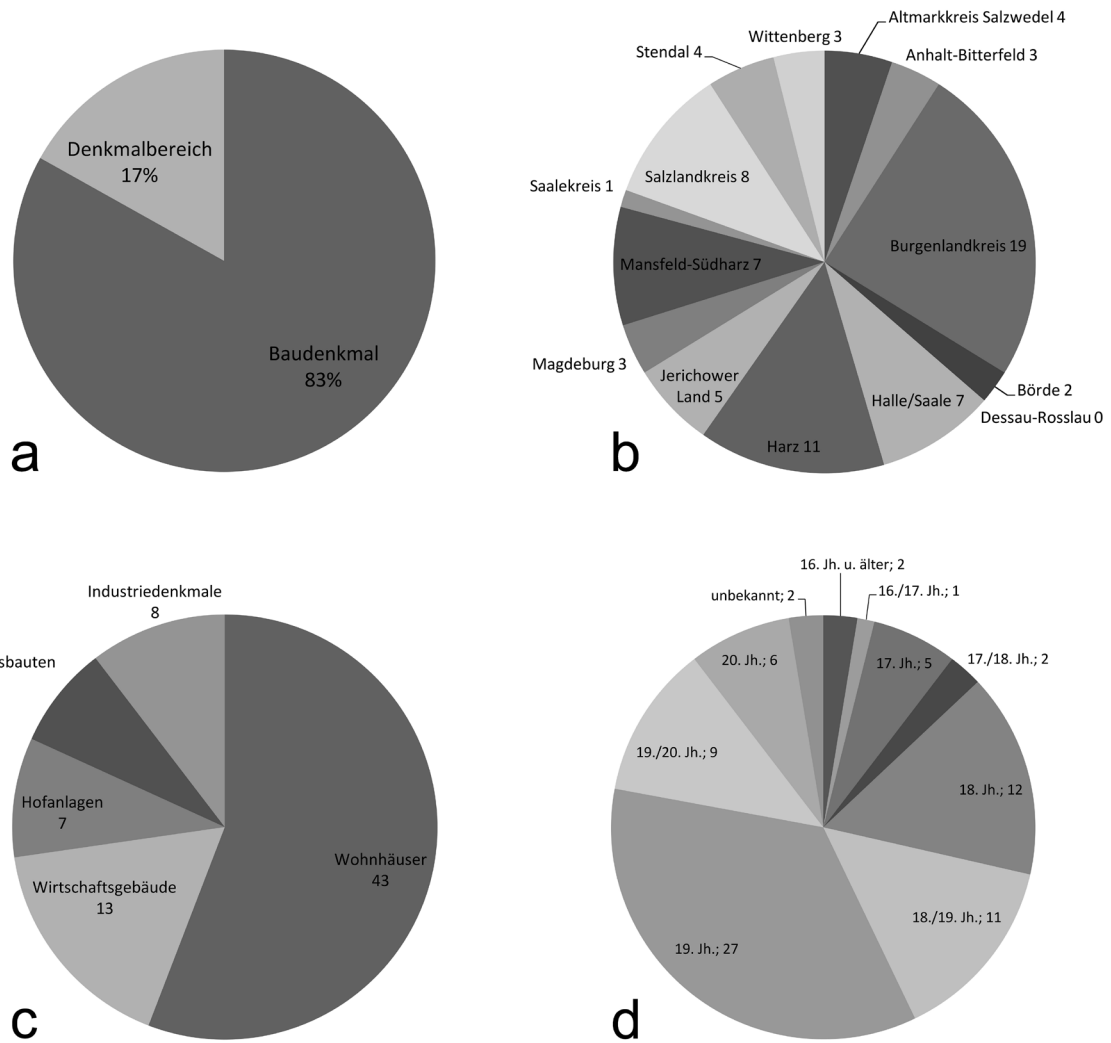 Denkmalbereich
17%
Baudenkmal
83%
a
Wittenberg 3
Altmarkkreis Salzwedel 4
Stendal 4
Anhalt-Bitterfeld 3
Salzlandkreis 8
Saalekreis 1
Burgenlandkreis 19
Mansfeld-Südharz 7
Magdeburg 3
Jerichower
Land 5
Börde 2
Halle/Saale 7
Dessau-Rosslau 0
Harz 11
b
Industriedenkmale
8
sbauten
Hofanlagen
7
Wohnhäuser
43
Wirtschaftsgebäude
13
c
16. Jh. u. älter; 2
16./17. Jh.; 1
unbekannt; 2
20. Jh.; 6
17. Jh.; 5
17./18. Jh.; 2
19./20. Jh.; 9
18. Jh.; 12
18./19. Jh.; 11
19. Jh.; 27
d